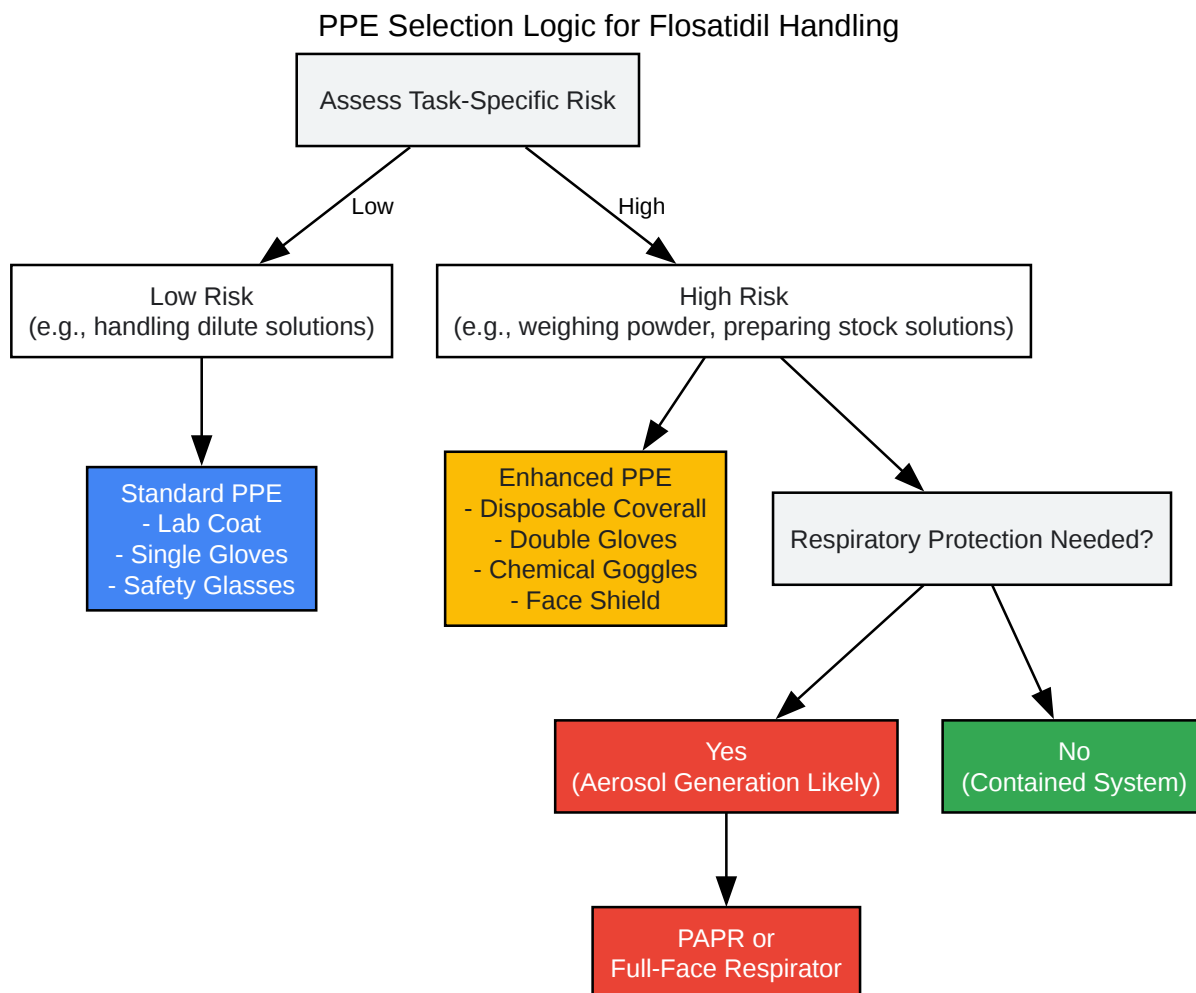 PPE Selection Logic for Flosatidil Handling
Assess Task-Specific Risk
Low
High
Low Risk
(e.g., handling dilute solutions)
High Risk
(e.g., weighing powder, preparing stock solutions)
Standard PPE
- Lab Coat
- Single Gloves
- Safety Glasses
Enhanced PPE
- Disposable Coverall
- Double Gloves
- Chemical Goggles
- Face Shield
Respiratory Protection Needed?
Yes
(Aerosol Generation Likely)
No
(Contained System)
PAPR or
Full-Face Respirator